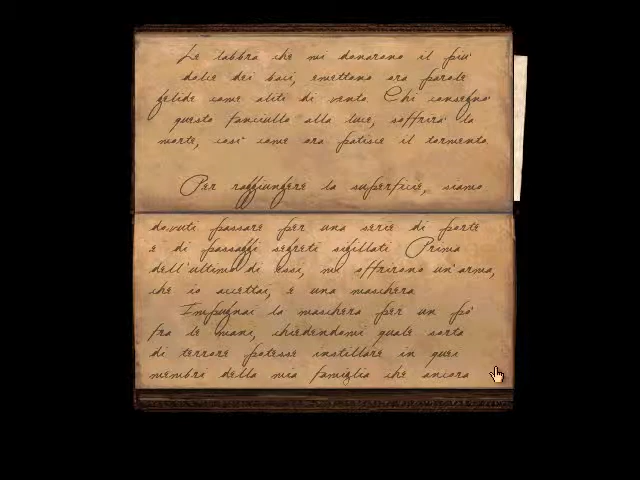 Le labbra che mi donarono il più
dolce dei baci, emettono ora parole
gelide come aliti di vento. Chi consegnò
questa fanciulla alla luce, soffrirà la
morte, così come ora patisce il tormento.
Per raggiungere la superficie, siamo
dovuti passare per una serie di porte
e di passaggi segreti sigillati. Prima
dell'ultimo di essi, mi offrirono un'arma,
che io accettai, e una maschera.
Impugnai la maschera per un pò
fra le mani, chiedendomi quale sorta
di terrore potesse instillare in quei
membri della mia famiglia che ancora